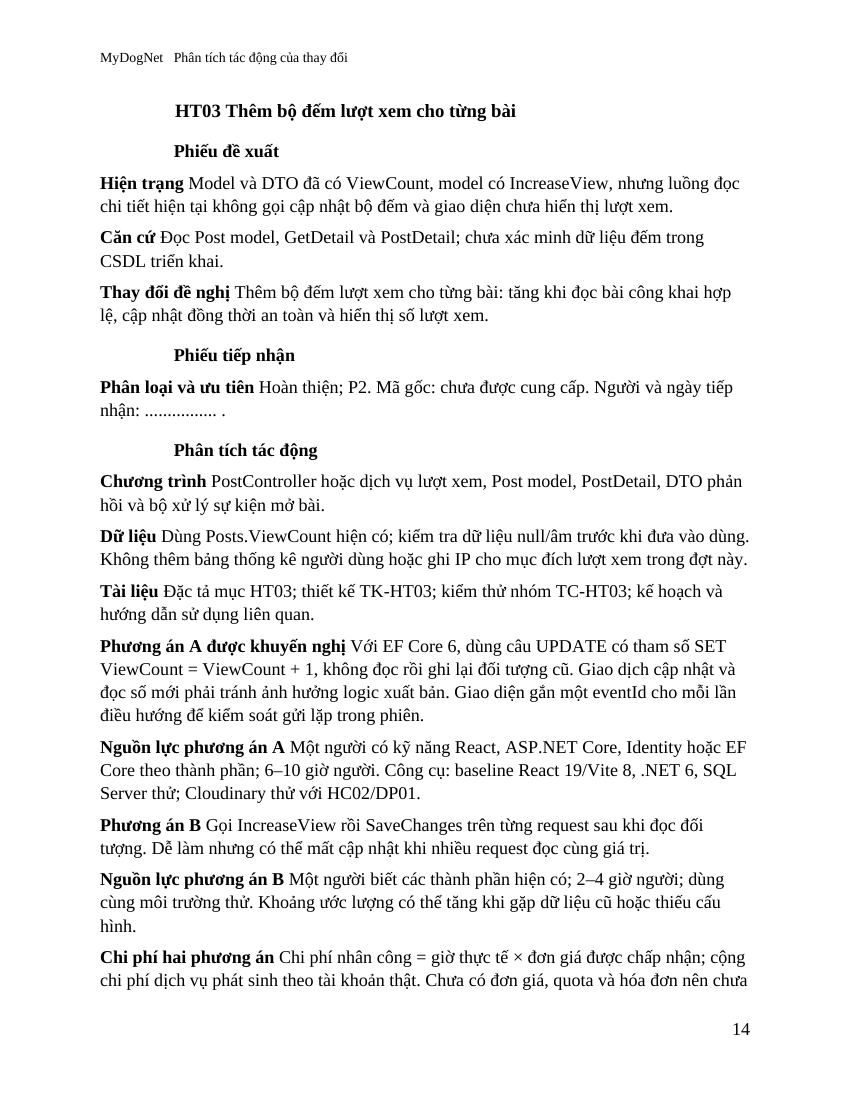 MyDogNet Phân tích tác động của thay đổi
HT03 Thêm bộ đếm lượt xem cho từng bài
Phiếu đề xuất
Hiện trạng Model và DTO đã có ViewCount, model có IncreaseView, nhưng luồng đọc
chi tiết hiện tại không gọi cập nhật bộ đếm và giao diện chưa hiển thị lượt xem.
Căn cứ Đọc Post model, GetDetail và PostDetail; chưa xác minh dữ liệu đếm trong
CSDL triển khai.
Thay đổi đề nghị Thêm bộ đếm lượt xem cho từng bài: tăng khi đọc bài công khai hợp
lệ, cập nhật đồng thời an toàn và hiển thị số lượt xem.
Phiếu tiếp nhận
Phân loại và ưu tiên Hoàn thiện; P2. Mã gốc: chưa được cung cấp. Người và ngày tiếp
nhận: ................ .
Phân tích tác động
Chương trình PostController hoặc dịch vụ lượt xem, Post model, PostDetail, DTO phản
hồi và bộ xử lý sự kiện mở bài.
Dữ liệu Dùng Posts.ViewCount hiện có; kiểm tra dữ liệu null/âm trước khi đưa vào dùng.
Không thêm bảng thống kê người dùng hoặc ghi IP cho mục đích lượt xem trong đợt này.
Tài liệu Đặc tả mục HT03; thiết kế TK-HT03; kiểm thử nhóm TC-HT03; kế hoạch và
hướng dẫn sử dụng liên quan.
Phương án A được khuyến nghị Với EF Core 6, dùng câu UPDATE có tham số SET
ViewCount = ViewCount + 1, không đọc rồi ghi lại đối tượng cũ. Giao dịch cập nhật và
đọc số mới phải tránh ảnh hưởng logic xuất bản. Giao diện gắn một eventId cho mỗi lần
điều hướng để kiểm soát gửi lặp trong phiên.
Nguồn lực phương án A Một người có kỹ năng React, ASP.NET Core, Identity hoặc EF
Core theo thành phần; 6–10 giờ người. Công cụ: baseline React 19/Vite 8, .NET 6, SQL
Server thử; Cloudinary thử với HC02/DP01.
Phương án B Gọi IncreaseView rồi SaveChanges trên từng request sau khi đọc đối
tượng. Dễ làm nhưng có thể mất cập nhật khi nhiều request đọc cùng giá trị.
Nguồn lực phương án B Một người biết các thành phần hiện có; 2–4 giờ người; dùng
cùng môi trường thử. Khoảng ước lượng có thể tăng khi gặp dữ liệu cũ hoặc thiếu cấu
hình.
Chi phí hai phương án Chi phí nhân công = giờ thực tế × đơn giá được chấp nhận; cộng
chi phí dịch vụ phát sinh theo tài khoản thật. Chưa có đơn giá, quota và hóa đơn nên chưa
14